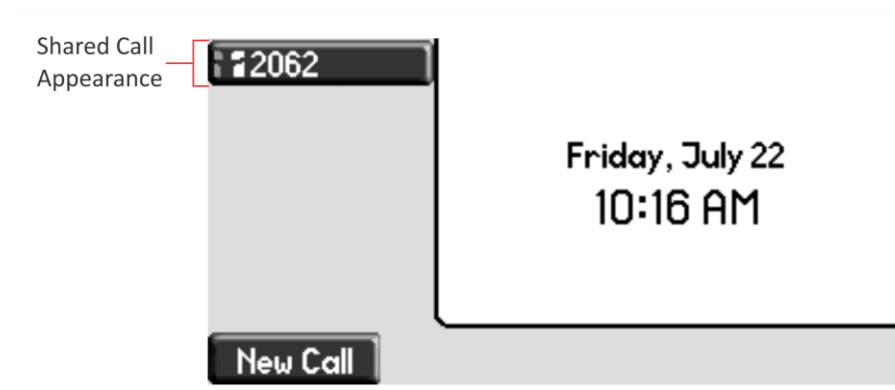 Shared Call
Appearance
2062
Friday, July 22
10:16 AM
New Call